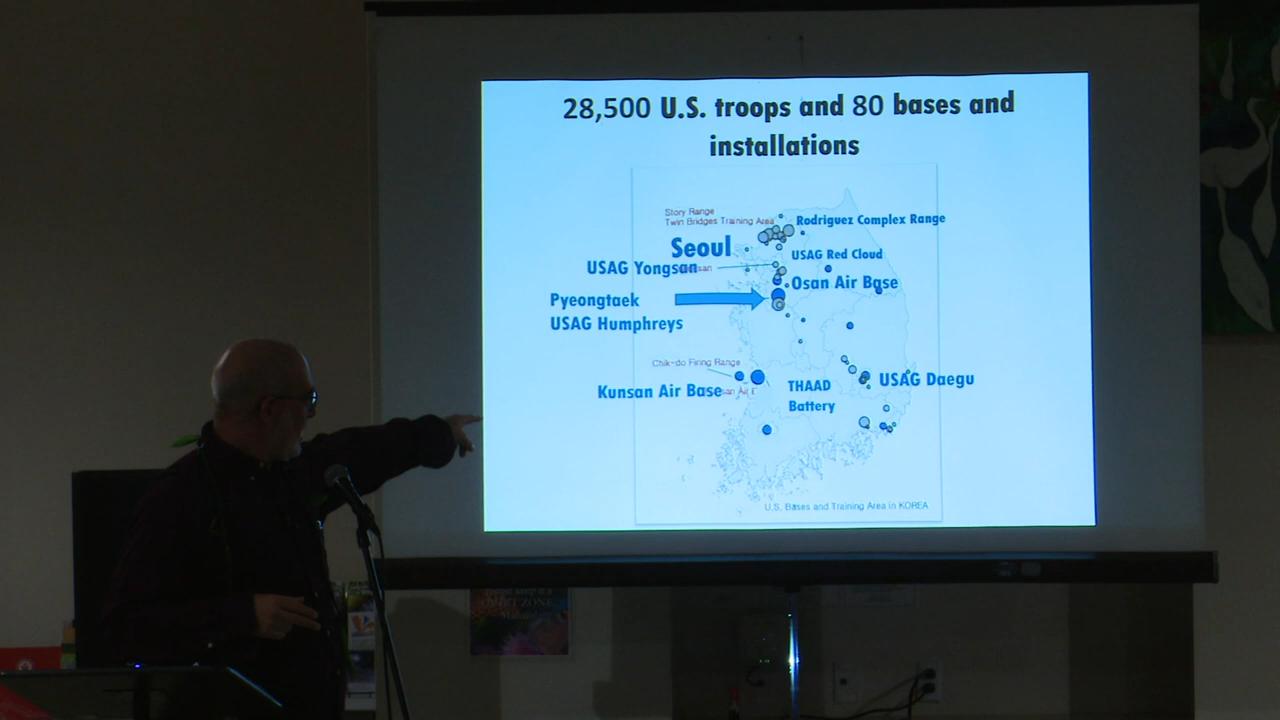 28,500 U.S. troops and 80 bases and
installations
Story Range
Twin Bridges Training Area
Rodriguez Complex Range
Seoul
USAG Red Cloud
USAG Yongsan
Osan Air Base
Pyeongtaek
USAG Humphreys
Chik-do Firing Range
Kunsan Air Base
THAAD
Battery
USAG Daegu
U.S. Bases and Training Area in KOREA
QUIET ZONE